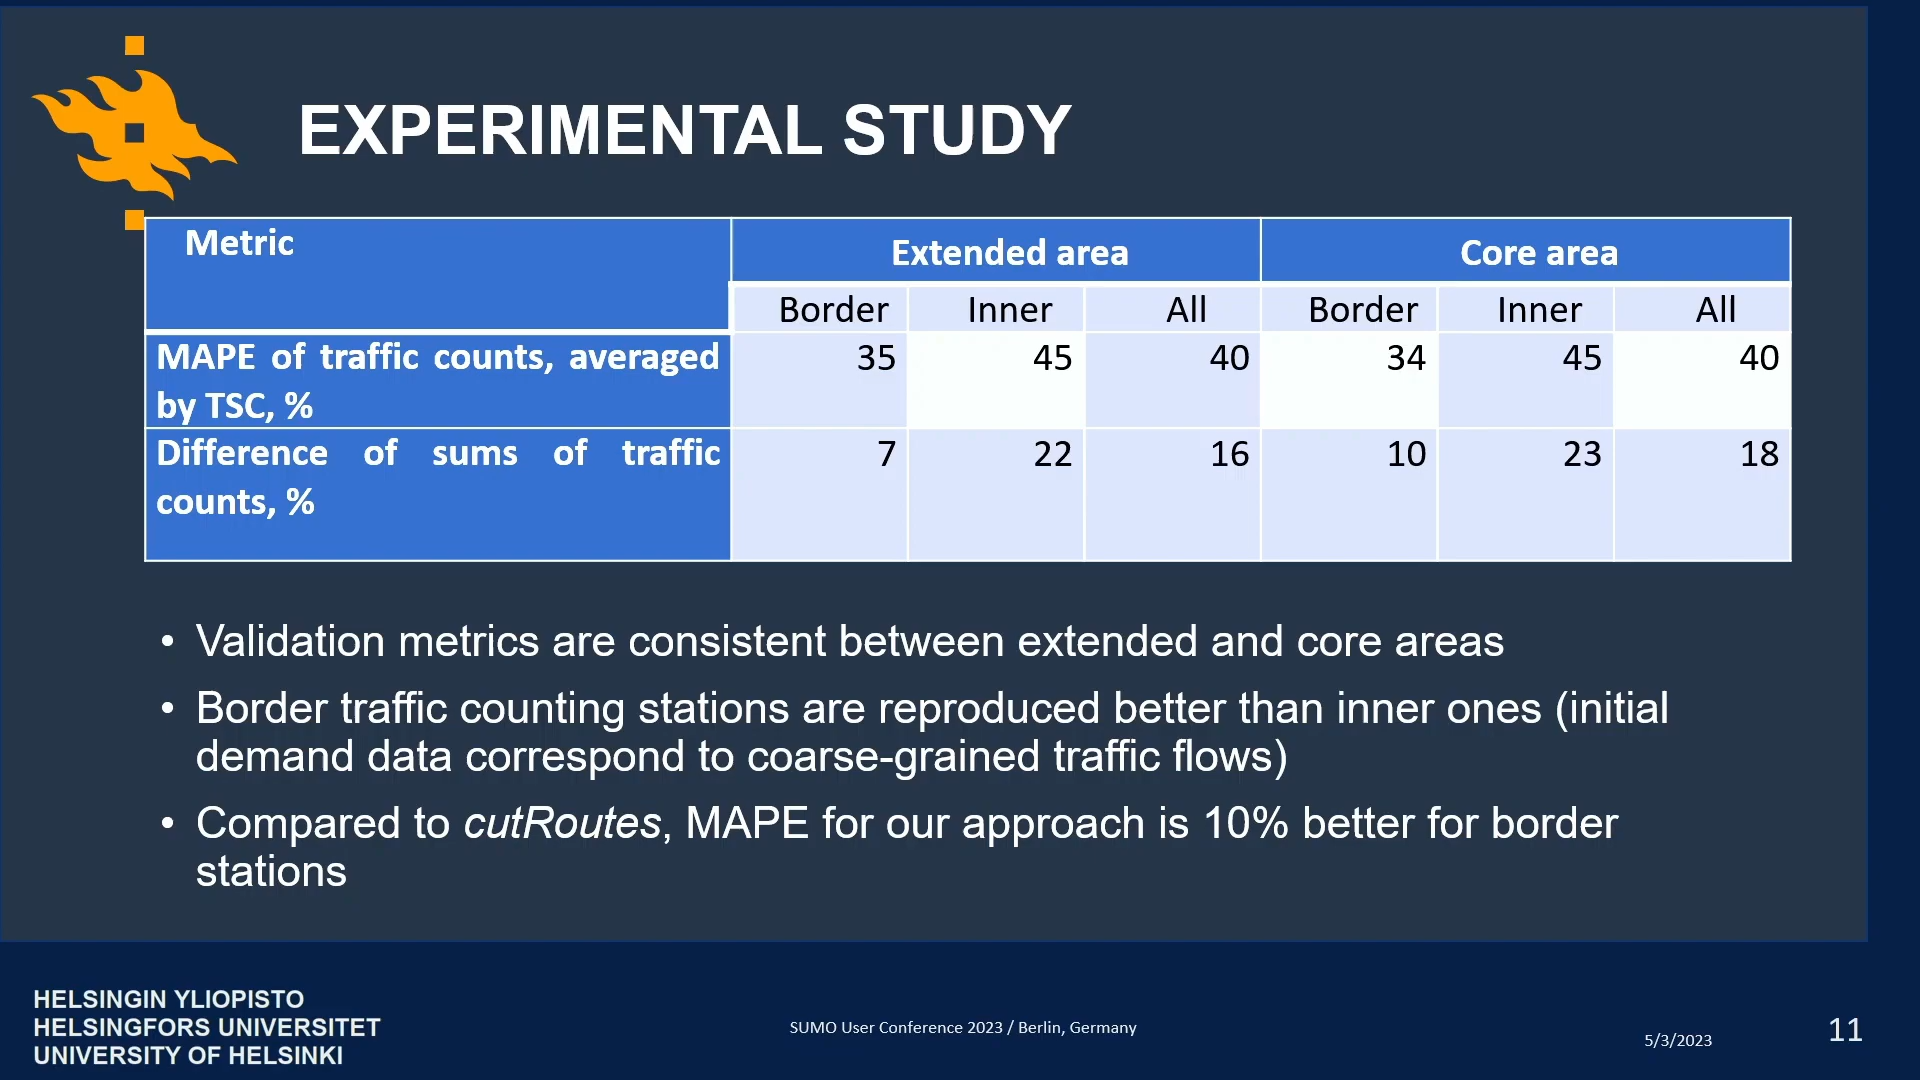 EXPERIMENTAL STUDY
Metric
Extended area
Core area
Border Inner All Border Inner All
MAPE of traffic counts, averaged
by TSC, %
35 45 40 34 45 40
Difference of sums of traffic
counts, %
7 22 16 10 23 18
• Validation metrics are consistent between extended and core areas
• Border traffic counting stations are reproduced better than inner ones (initial
demand data correspond to coarse-grained traffic flows)
• Compared to cutRoutes, MAPE for our approach is 10% better for border
stations
HELSINGIN YLIOPISTO
HELSINGFORS UNIVERSITET
UNIVERSITY OF HELSINKI
SUMO User Conference 2023 / Berlin, Germany
5/3/2023
11